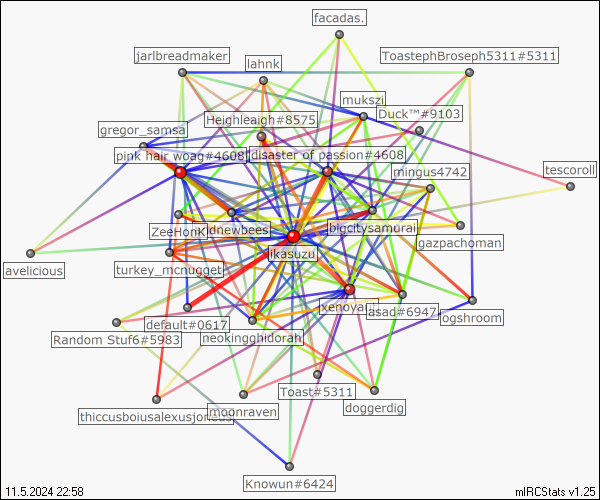 facadas.
jarlbreadmaker
ToastephBroseph5311#5311
lahnk
mukszi
Duck™#9103
Heighleaigh#8575
gregor_samsa
pink hair woag#4608
disaster of passion#4608
mingus4742
tescoroll
ZeeHonk
kidnewbees
bigcitysamurai
gazpachoman
ikasuzu
avelicious
turkey_mcnugget
xenoyair
asad#6947
ogshroom
default#0617
neokingghidorah
Random Stuf6#5983
Toast#5311
doggerdig
thiccusboiusalexusjoneus
moonraven
Knowun#6424
11.5.2024 22:58
mIRCStats v1.25